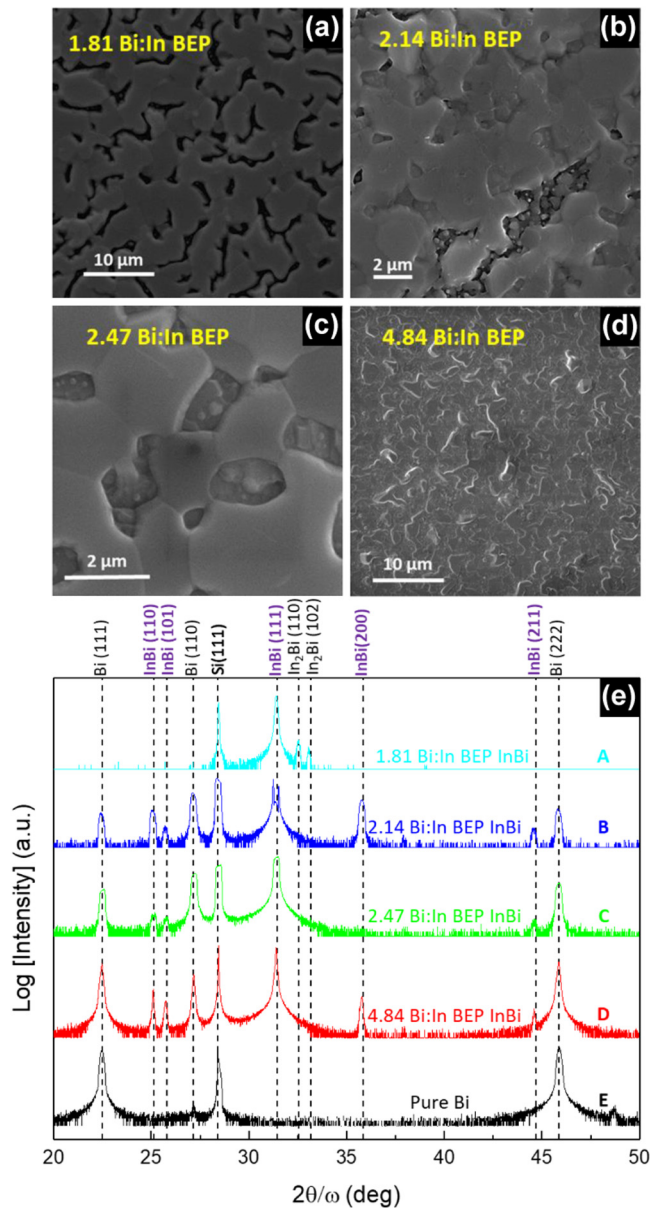 1.81 Bi:In BEP
(a)
10 µm
2.14 Bi:In BEP
(b)
2 µm
2.47 Bi:In BEP
(c)
2 µm
4.84 Bi:In BEP
(d)
10 µm
Bi (111)
InBi (110)
InBi (101)
Bi (110)
Si(111)
InBi (111)
In₂Bi (110)
In₂Bi (102)
InBi(200)
InBi (211)
Bi (222)
(e)
1.81 Bi:In BEP InBi A
2.14 Bi:In BEP InBi B
2.47 Bi:In BEP InBi C
4.84 Bi:In BEP InBi D
Pure Bi E
Log [Intensity] (a.u.)
20 25 30 35 40 45 50
2θ/ω (deg)